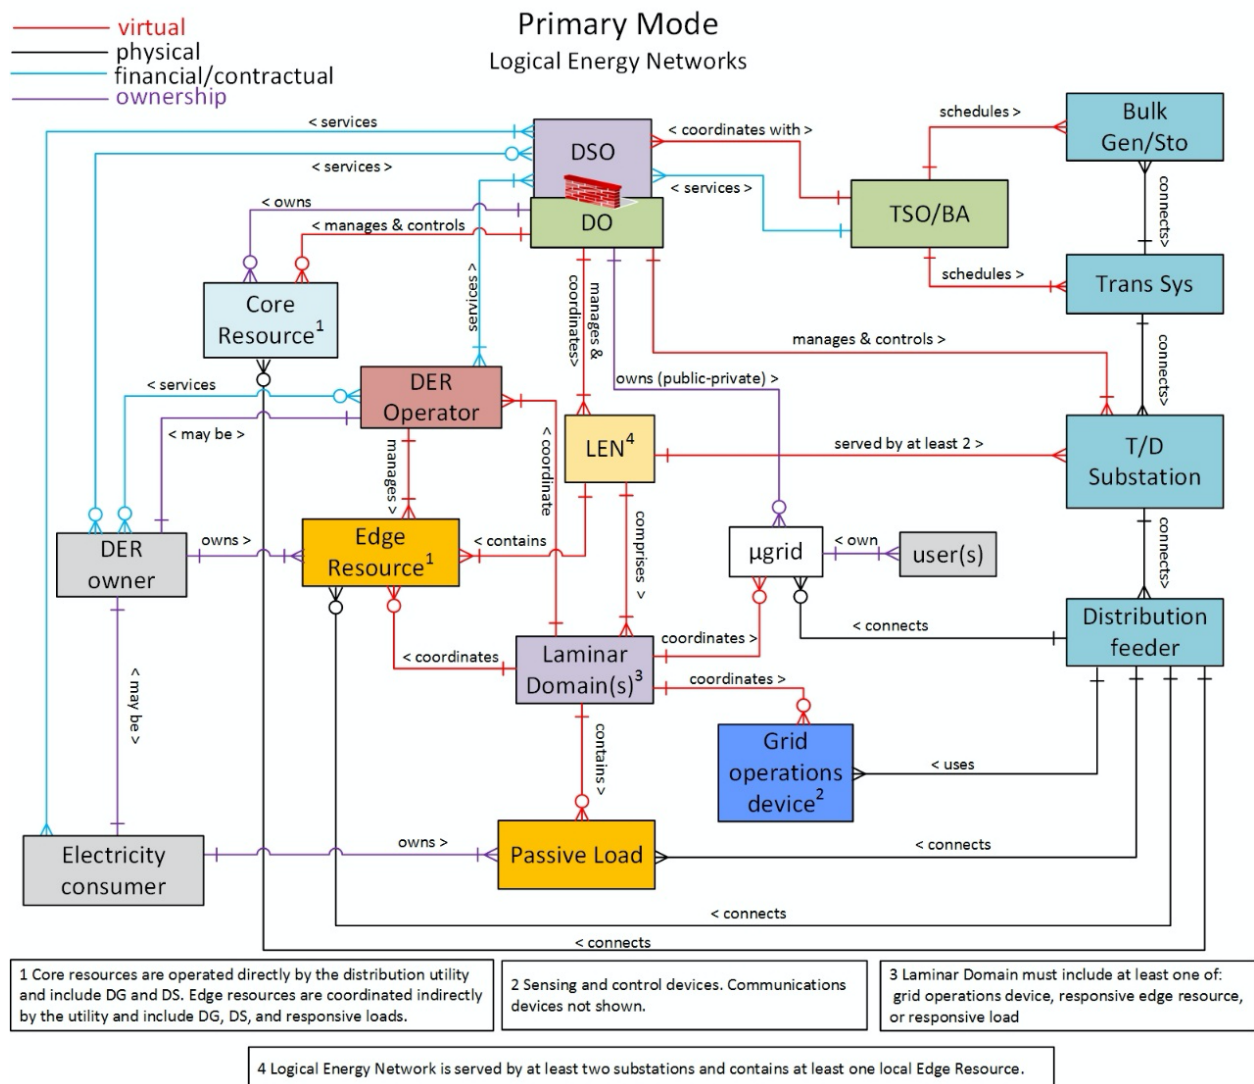 Primary Mode
Logical Energy Networks
virtual
physical
financial/contractual
ownership
< services
< services >
DSO
DO
< coordinates with >
< services >
schedules >
Bulk
Gen/Sto
TSO/BA
connects>
schedules >
Trans Sys
< owns
< manages & controls
Core
Resource1
services >
manages &
coordinates>
manages & controls >
connects>
owns (public-private) >
< services
DER
Operator
< may be >
manages >
< coordinate
LEN4
served by at least 2 >
T/D
Substation
connects>
DER
owner
owns >
Edge
Resource1
< contains
comprises >
µgrid
< own
user(s)
Distribution
feeder
< connects
coordinates >
< coordinates
Laminar
Domain(s)3
coordinates >
< may be >
contains >
Grid
operations
device2
< uses
Electricity
consumer
owns >
Passive Load
< connects
< connects
< connects
1 Core resources are operated directly by the distribution utility
and include DG and DS. Edge resources are coordinated indirectly
by the utility and include DG, DS, and responsive loads.
2 Sensing and control devices. Communications
devices not shown.
3 Laminar Domain must include at least one of:
grid operations device, responsive edge resource,
or responsive load
4 Logical Energy Network is served by at least two substations and contains at least one local Edge Resource.